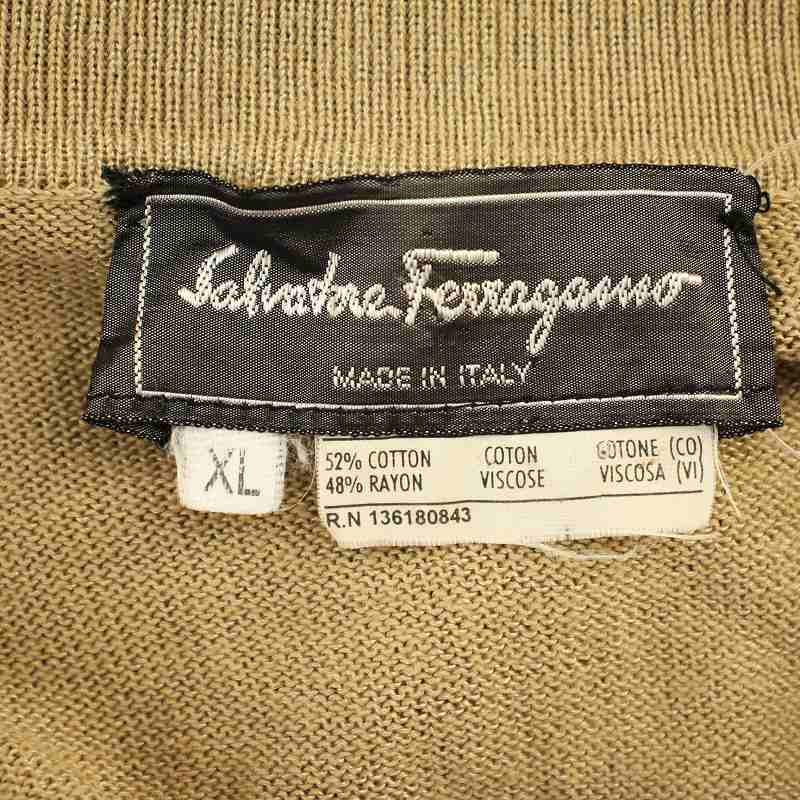 Salvatore Ferragamo
MADE IN ITALY
XL
52% COTTON COTON COTONE (CO)
48% RAYON VISCOSE VISCOSA (VI)
R.N 136180843